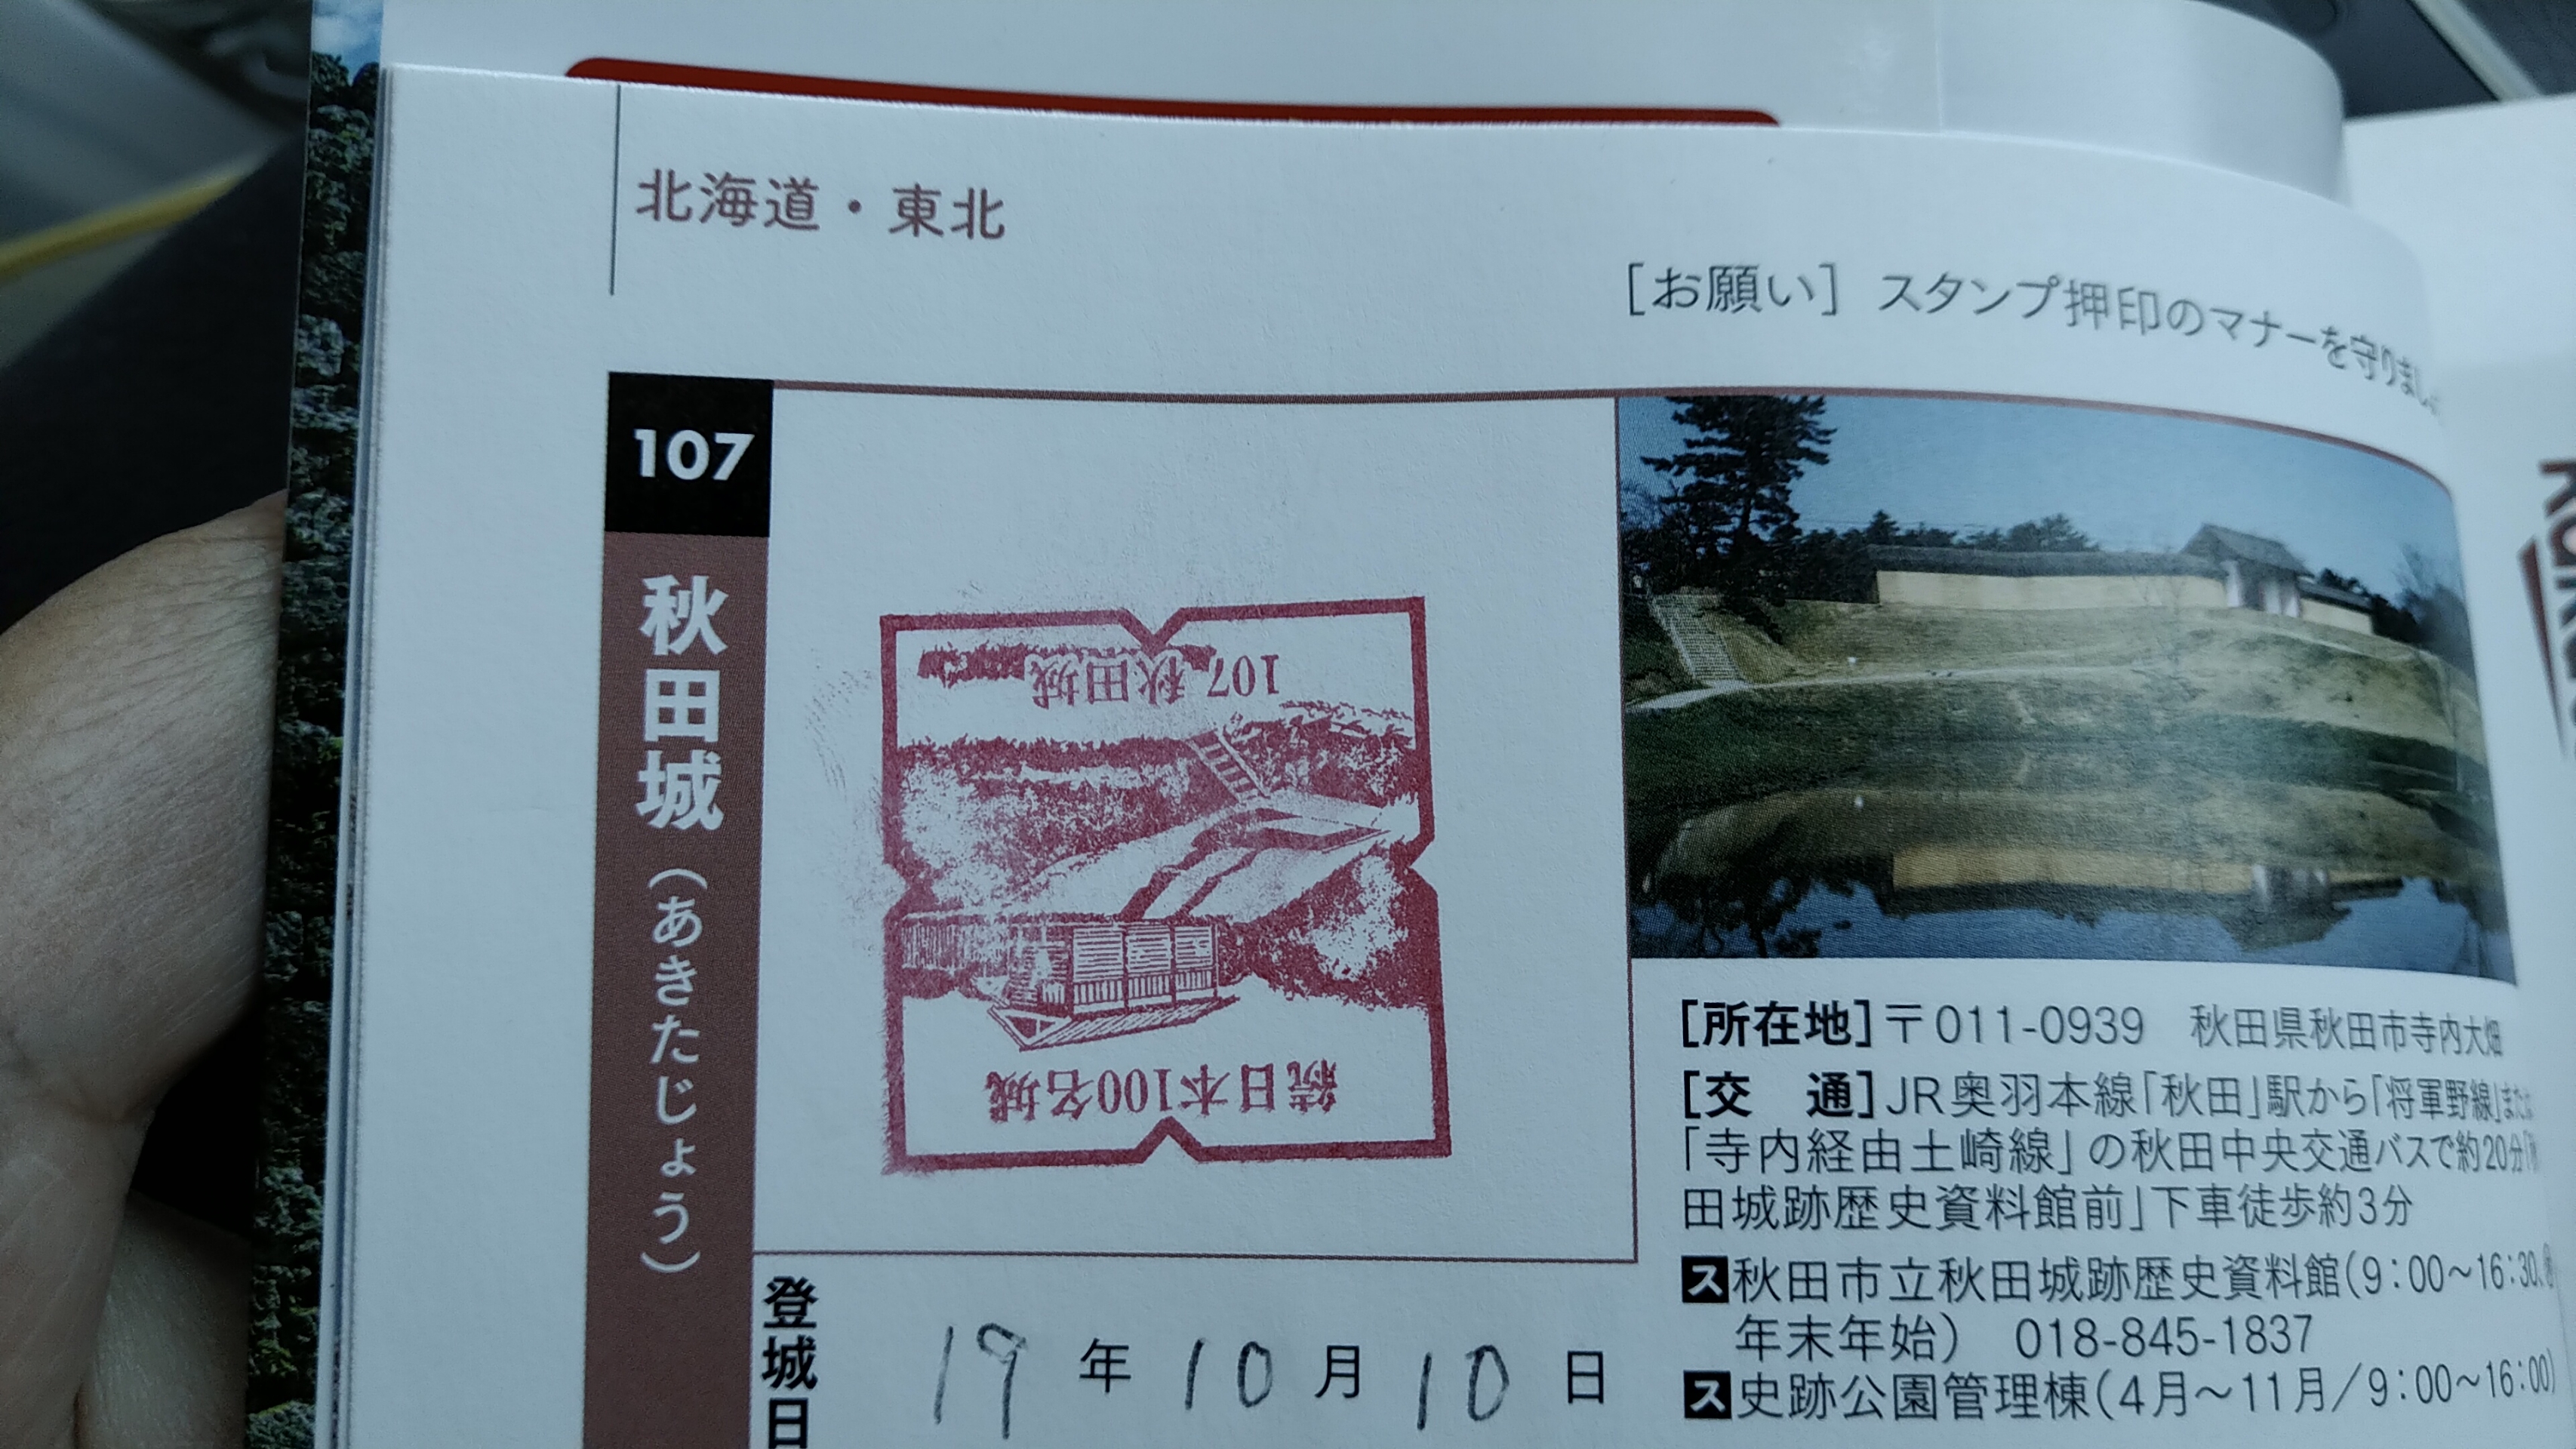 北海道・東北
[お願い] スタンプ押印のマナーを守りまし
107
秋田城(あきたじょう)
107 秋田城
続日本100名城
登城日
19年10月10日
[所在地]〒011-0939 秋田県秋田市寺内大畑
[交 通]JR奥羽本線「秋田」駅から「将軍野線」または
「寺内経由土崎線」の秋田中央交通バスで約20分「
田城跡歴史資料館前」下車徒歩約3分
ス秋田市立秋田城跡歴史資料館(9:00~16:30、
年末年始) 018-845-1837
ス史跡公園管理棟(4月~11月/9:00~16:00)